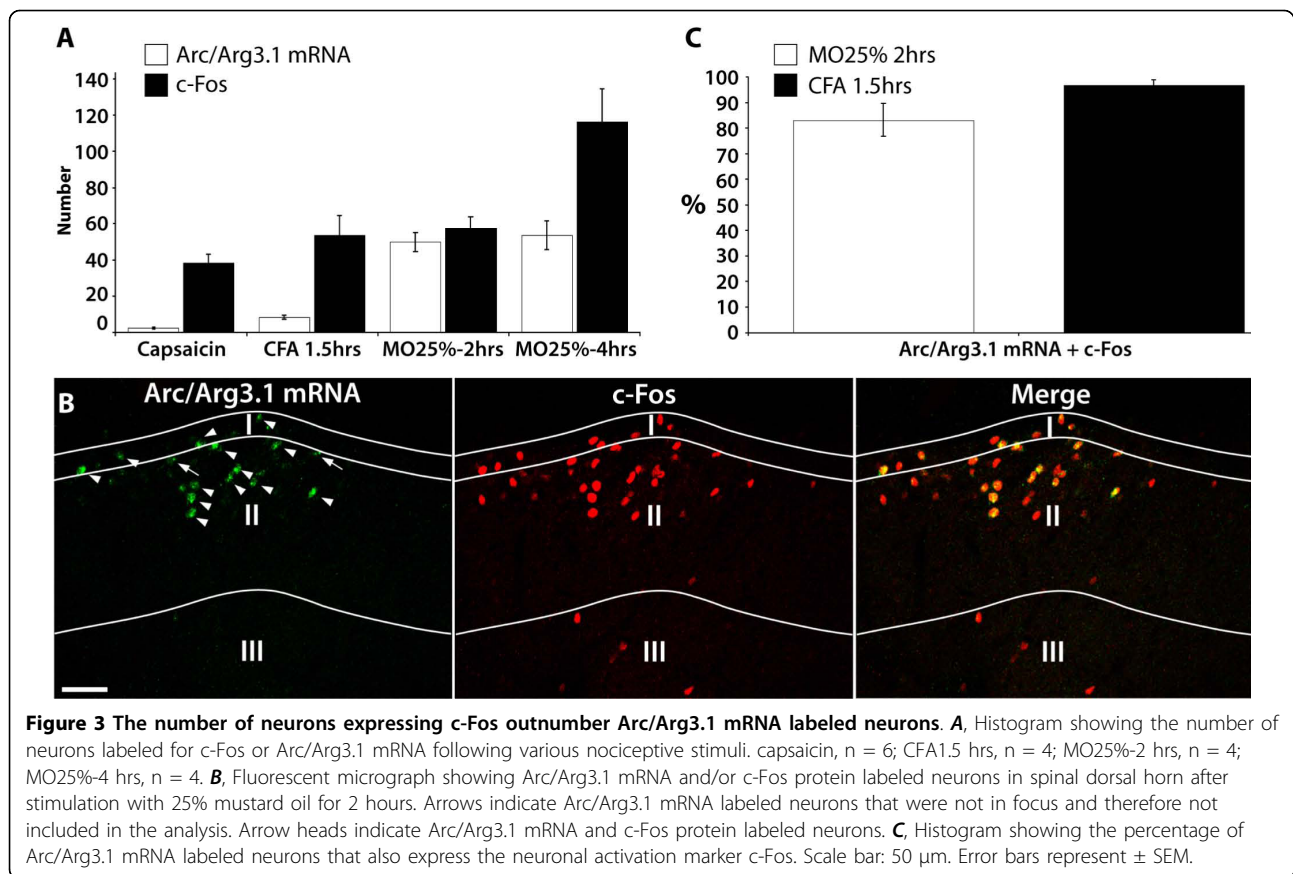 A
Arc/Arg3.1 mRNA
c-Fos
140
120
100
80
60
40
20
0
Number
Capsaicin
CFA 1.5hrs
MO25%-2hrs
MO25%-4hrs
C
MO25% 2hrs
CFA 1.5hrs
100
90
80
70
60
50
40
30
20
10
0
%
Arc/Arg3.1 mRNA + c-Fos
B
Arc/Arg3.1 mRNA
I
II
III
c-Fos
I
II
III
Merge
I
II
III
Figure 3 The number of neurons expressing c-Fos outnumber Arc/Arg3.1 mRNA labeled neurons. A, Histogram showing the number of
neurons labeled for c-Fos or Arc/Arg3.1 mRNA following various nociceptive stimuli. capsaicin, n = 6; CFA1.5 hrs, n = 4; MO25%-2 hrs, n = 4;
MO25%-4 hrs, n = 4. B, Fluorescent micrograph showing Arc/Arg3.1 mRNA and/or c-Fos protein labeled neurons in spinal dorsal horn after
stimulation with 25% mustard oil for 2 hours. Arrows indicate Arc/Arg3.1 mRNA labeled neurons that were not in focus and therefore not
included in the analysis. Arrow heads indicate Arc/Arg3.1 mRNA and c-Fos protein labeled neurons. C, Histogram showing the percentage of
Arc/Arg3.1 mRNA labeled neurons that also express the neuronal activation marker c-Fos. Scale bar: 50 μm. Error bars represent ± SEM.